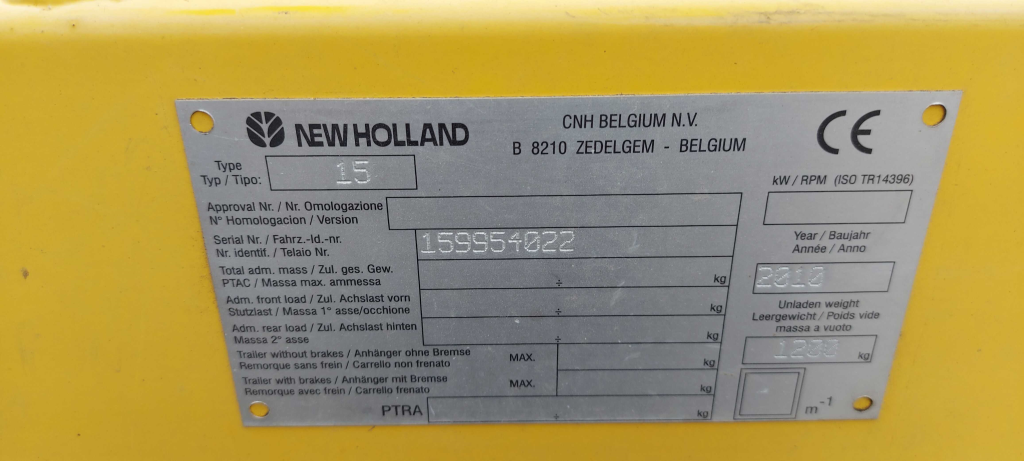 NEW HOLLAND
CNH BELGIUM N.V.
B 8210 ZEDELGEM - BELGIUM
CE
Type
Typ / Tipo: 15
kW / RPM (ISO TR14396)
Approval Nr. / Nr. Omologazione
N° Homologacion / Version
Serial Nr. / Fahrz.-Id.-nr.
Nr. identif. / Telaio Nr.
159954022
Year / Baujahr
Année / Anno
2010
Total adm. mass / Zul. ges. Gew.
PTAC / Massa max. ammessa
÷ kg
Adm. front load / Zul. Achslast vorn
Stutzlast / Massa 1° asse/occhione
÷ kg
Unladen weight
Leergewicht / Poids vide
massa a vuoto
1200 kg
Adm. rear load / Zul. Achslast hinten
Massa 2° asse
÷ kg
Trailer without brakes / Anhänger ohne Bremse
Remorque sans frein / Carrello non frenato
MAX. kg
Trailer with brakes / Anhänger mit Bremse
Remorque avec frein / Carrello frenato
MAX. kg
PTRA ÷ kg
m-1